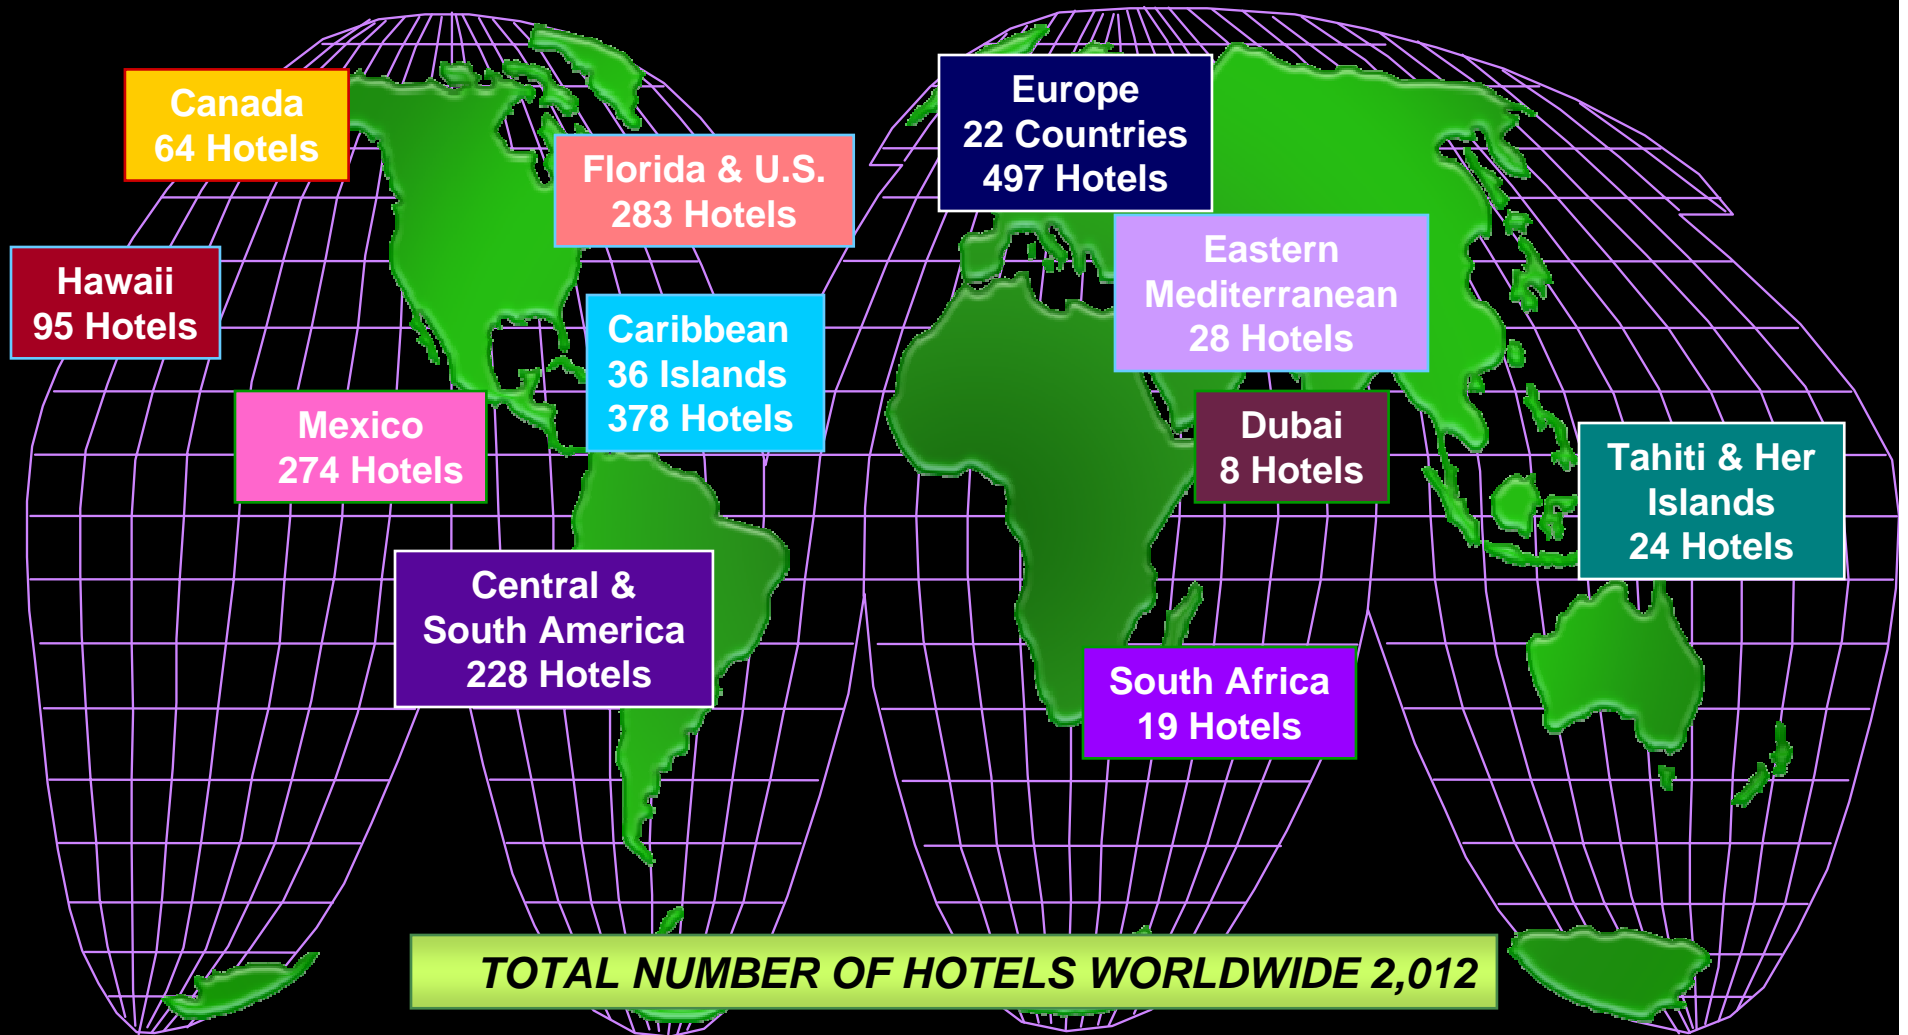 Canada
64 Hotels
Florida & U.S.
283 Hotels
Europe
22 Countries
497 Hotels
Hawaii
95 Hotels
Eastern
Mediterranean
28 Hotels
Caribbean
36 Islands
378 Hotels
Mexico
274 Hotels
Dubai
8 Hotels
Tahiti & Her
Islands
24 Hotels
Central &
South America
228 Hotels
South Africa
19 Hotels
TOTAL NUMBER OF HOTELS WORLDWIDE 2,012